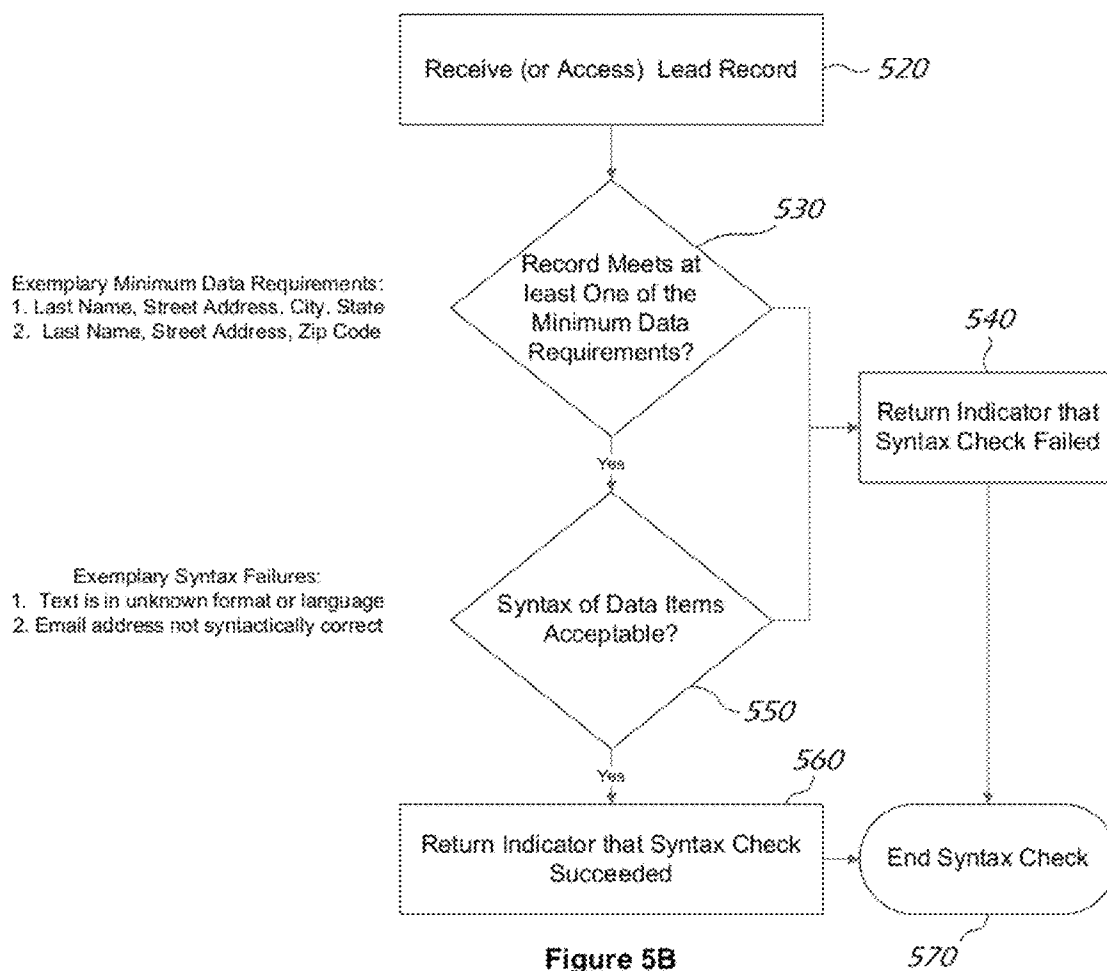 Receive (or Access) Lead Record
520
530
Record Meets at
least One of the
Minimum Data
Requirements?
Exemplary Minimum Data Requirements:
1. Last Name, Street Address, City, State
2. Last Name, Street Address, Zip Code
540
Return Indicator that
Syntax Check Failed
Yes
Exemplary Syntax Failures:
1. Text is in unknown format or language
2. Email address not syntactically correct
Syntax of Data Items
Acceptable?
550
Yes
560
Return Indicator that Syntax Check
Succeeded
End Syntax Check
570
Figure 5B